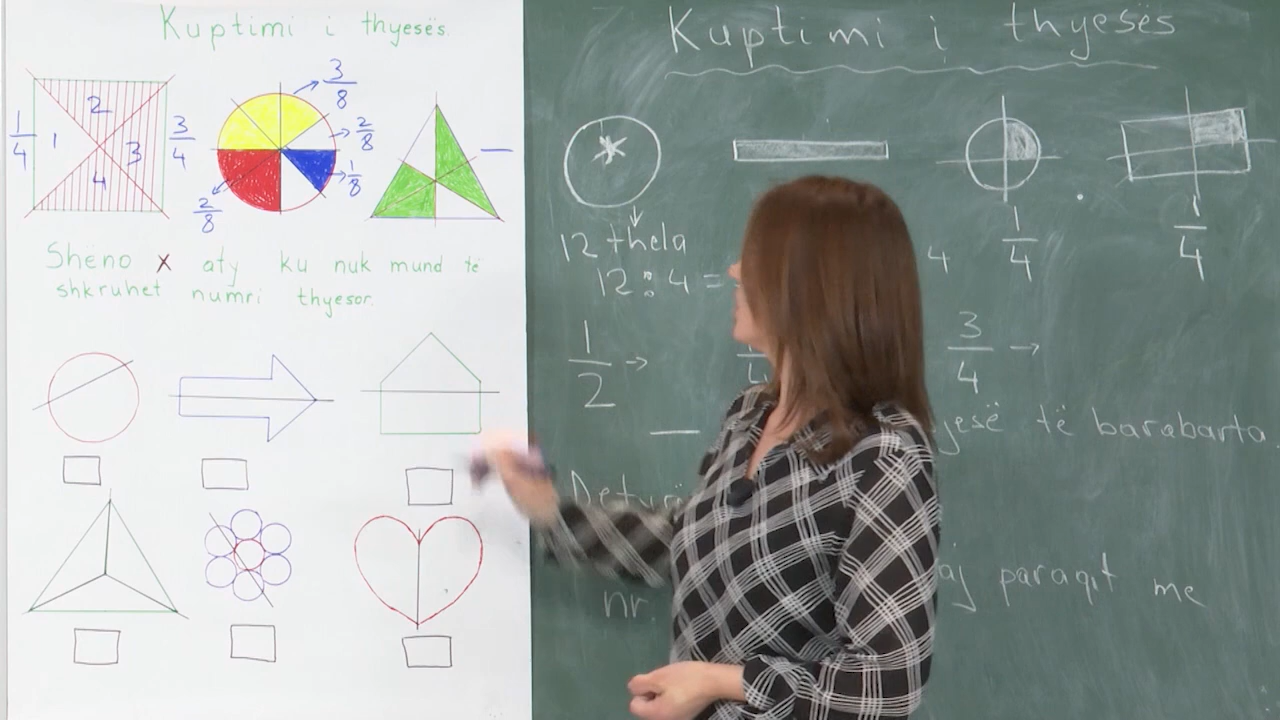 Kuptimi i thyesës.
1/4
1
2
3
4
3/4
3/8
2/8
1/8
2/8
Shëno x aty ku nuk mund të
shkruhet numri thyesor.
Kuptimi i thyesës
12 thela
12 : 4 =
4
1/4
1/4
1/2 →
3/4 →
të barabarta.
paraqit me
nr.